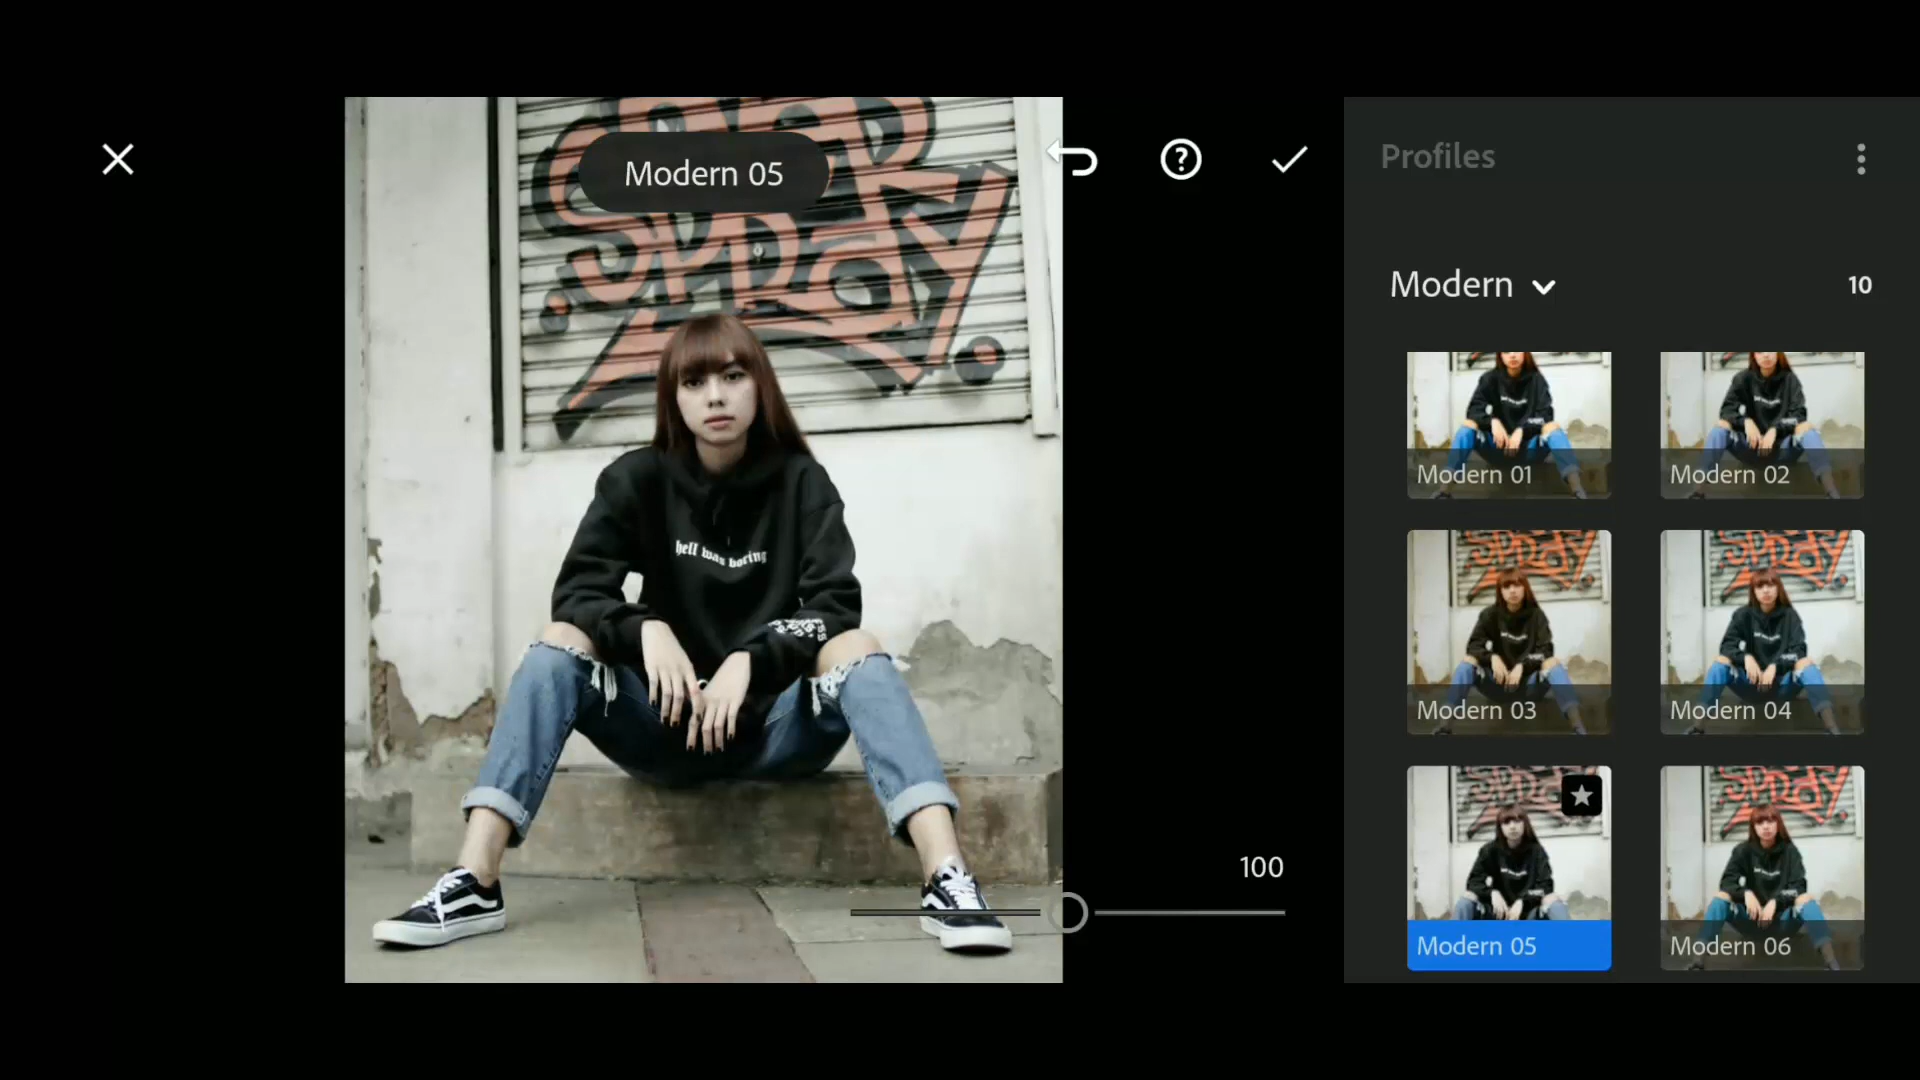 Modern 05
Profiles
Modern
10
SPRAY
hell was boring
Modern 01
Modern 02
Modern 03
Modern 04
Modern 05
Modern 06
100